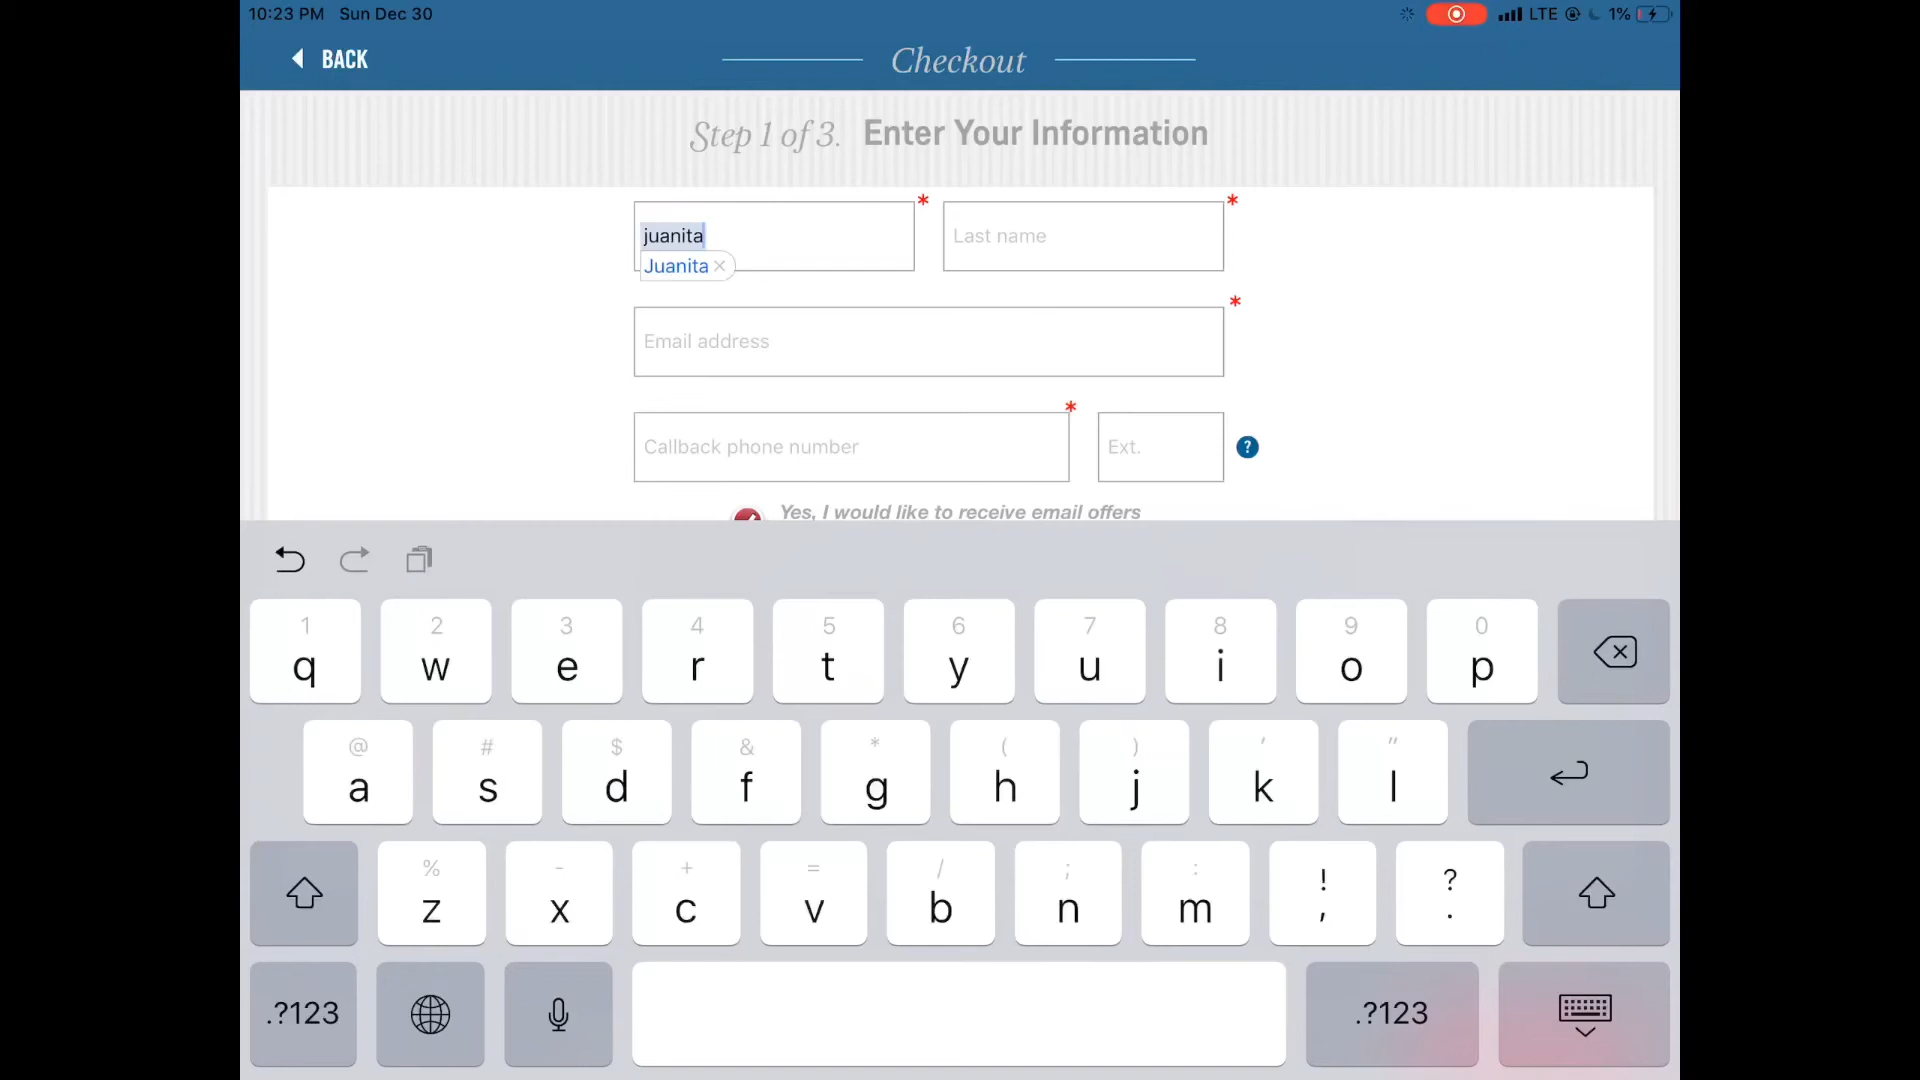 10:23 PM Sun Dec 30
LTE 1%
BACK
Checkout
Step 1 of 3. Enter Your Information
juanita * Last name *
Juanita ×
*
Email address
*
Callback phone number Ext. ?
Yes, I would like to receive email offers
1 2 3 4 5 6 7 8 9 0
q w e r t y u i o p
@ # $ & * ( ) ' "
a s d f g h j k l
% - + = / ; : ! ?
z x c v b n m , .
.?123 .?123